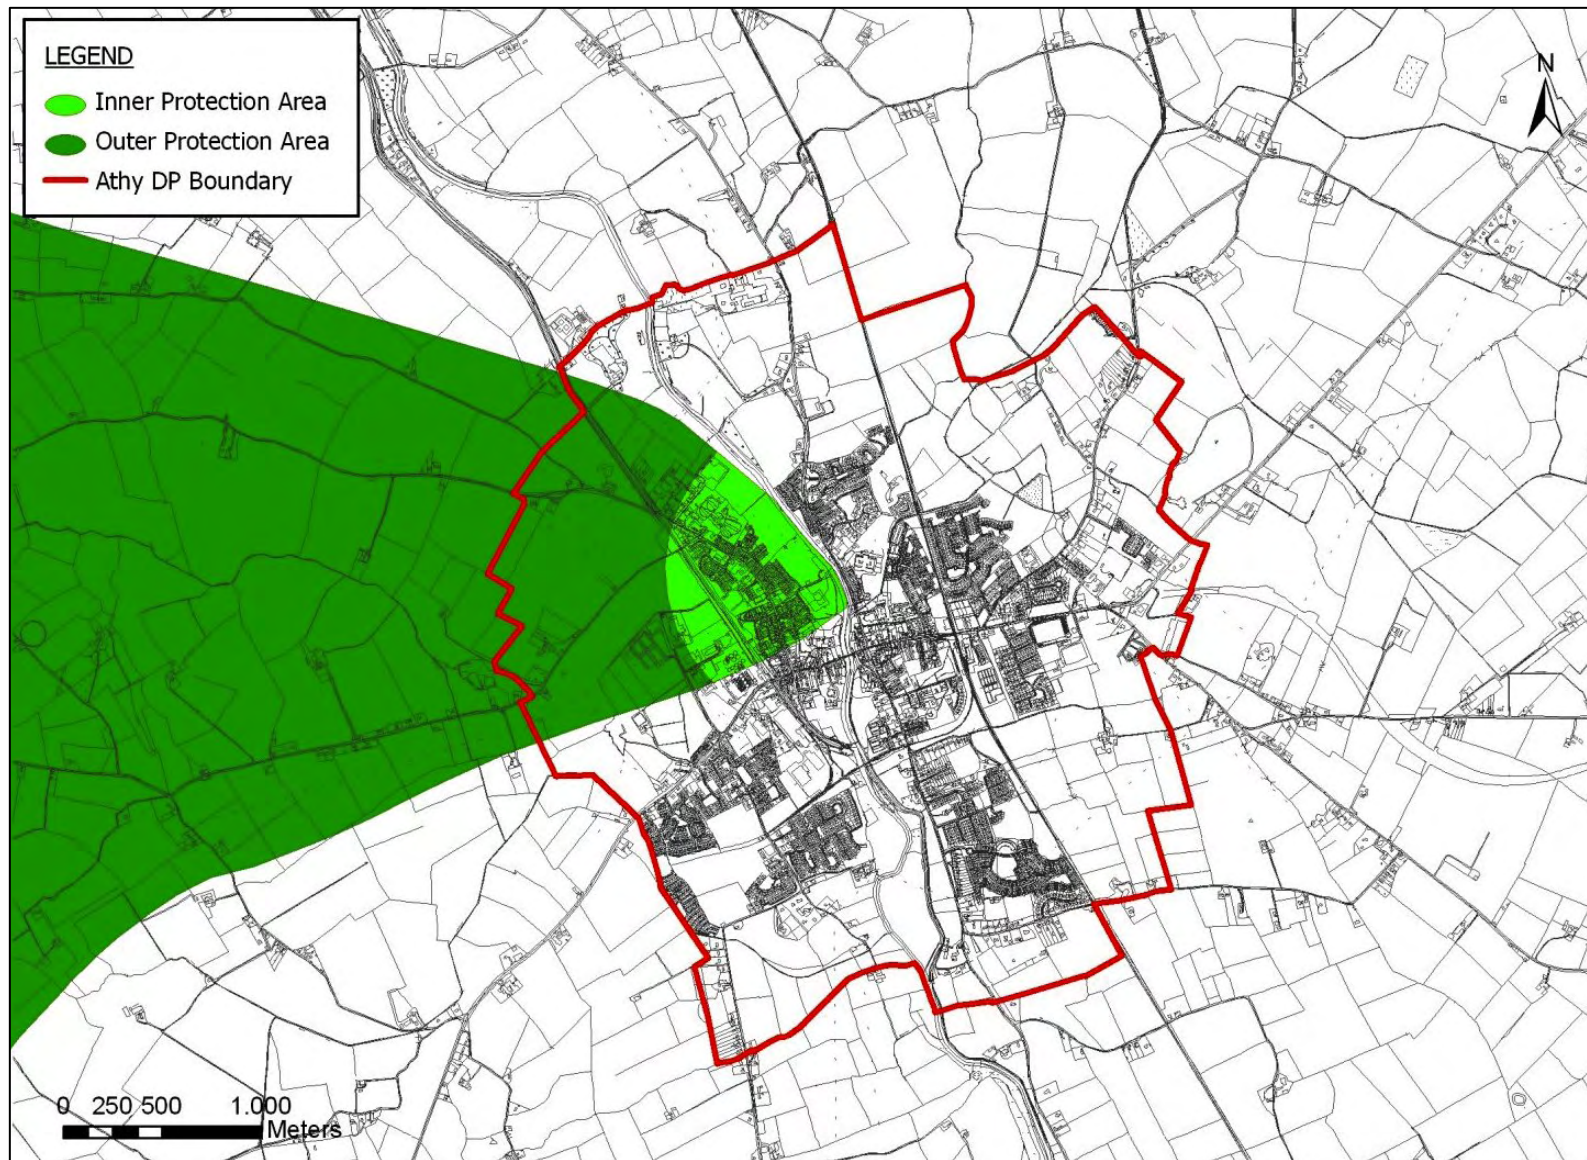 LEGEND
Inner Protection Area
Outer Protection Area
Athy DP Boundary
N
0 250 500 1.000
Meters